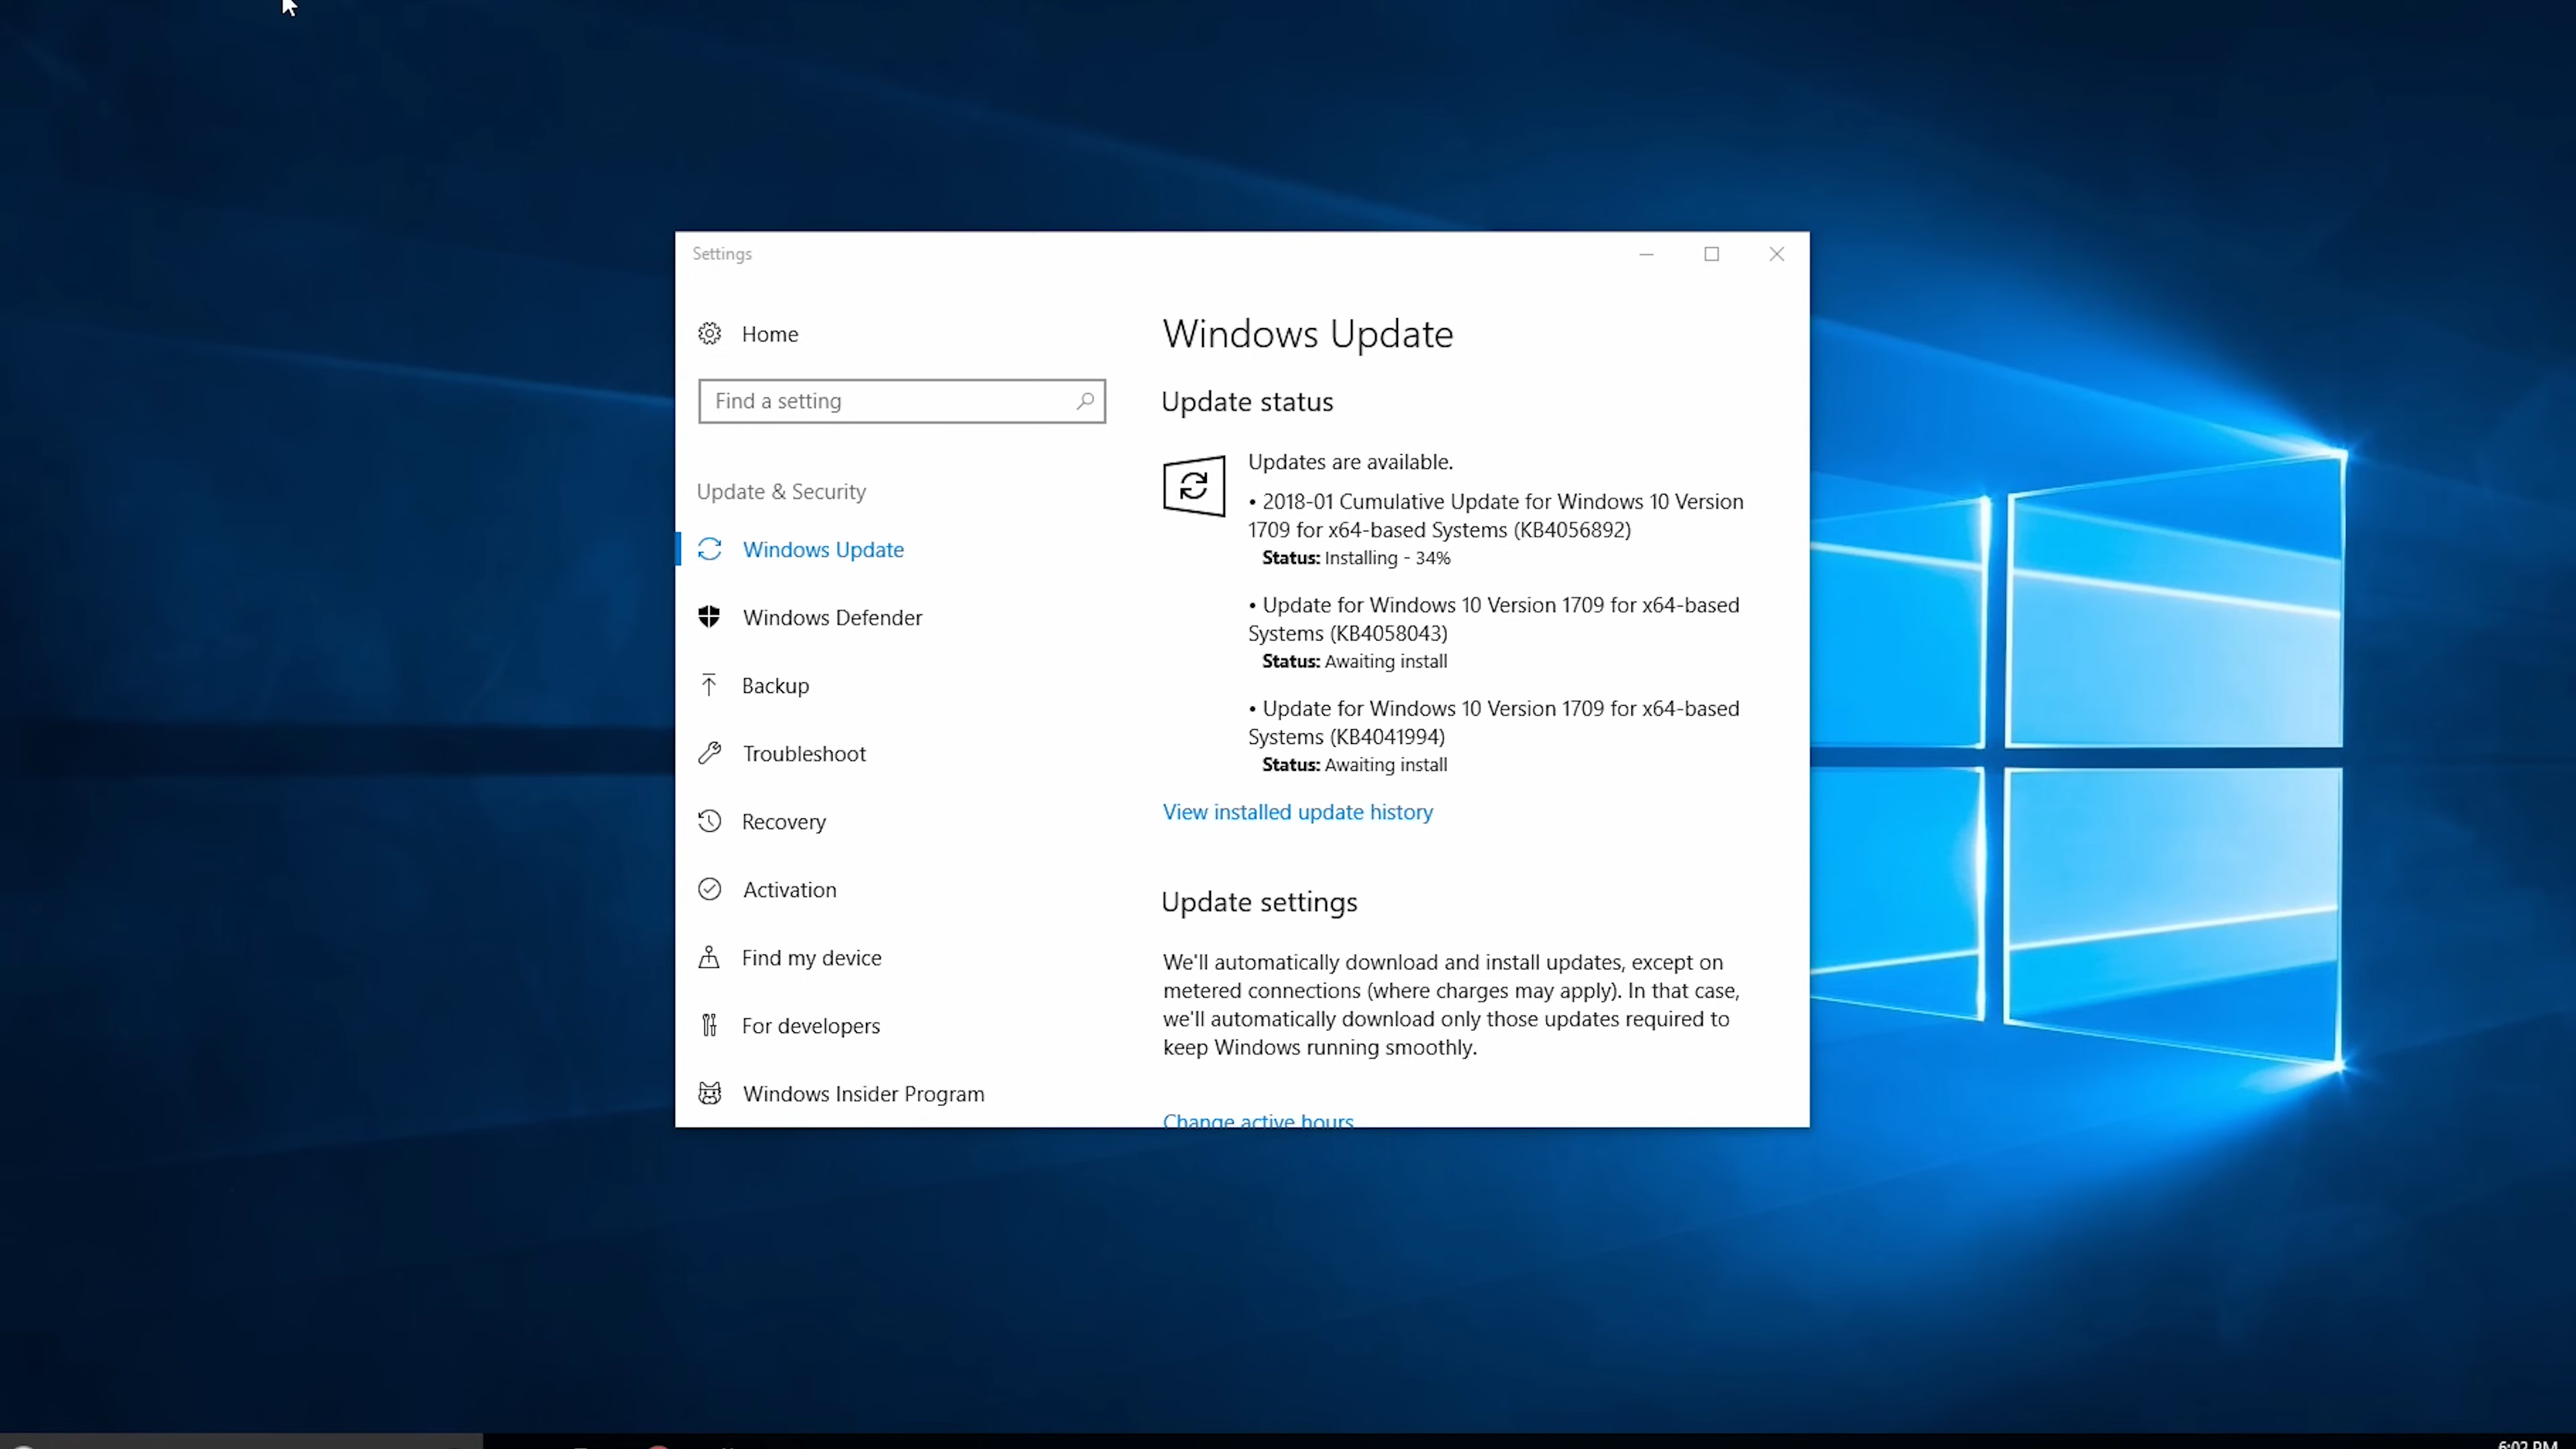 Settings
Home
Find a setting
Update & Security
Windows Update
Windows Defender
Backup
Troubleshoot
Recovery
Activation
Find my device
For developers
Windows Insider Program
Windows Update
Update status
Updates are available.
• 2018-01 Cumulative Update for Windows 10 Version
1709 for x64-based Systems (KB4056892)
Status: Installing - 34%
• Update for Windows 10 Version 1709 for x64-based
Systems (KB4058043)
Status: Awaiting install
• Update for Windows 10 Version 1709 for x64-based
Systems (KB4041994)
Status: Awaiting install
View installed update history
Update settings
We'll automatically download and install updates, except on
metered connections (where charges may apply). In that case,
we'll automatically download only those updates required to
keep Windows running smoothly.
Change active hours
6:02 PM